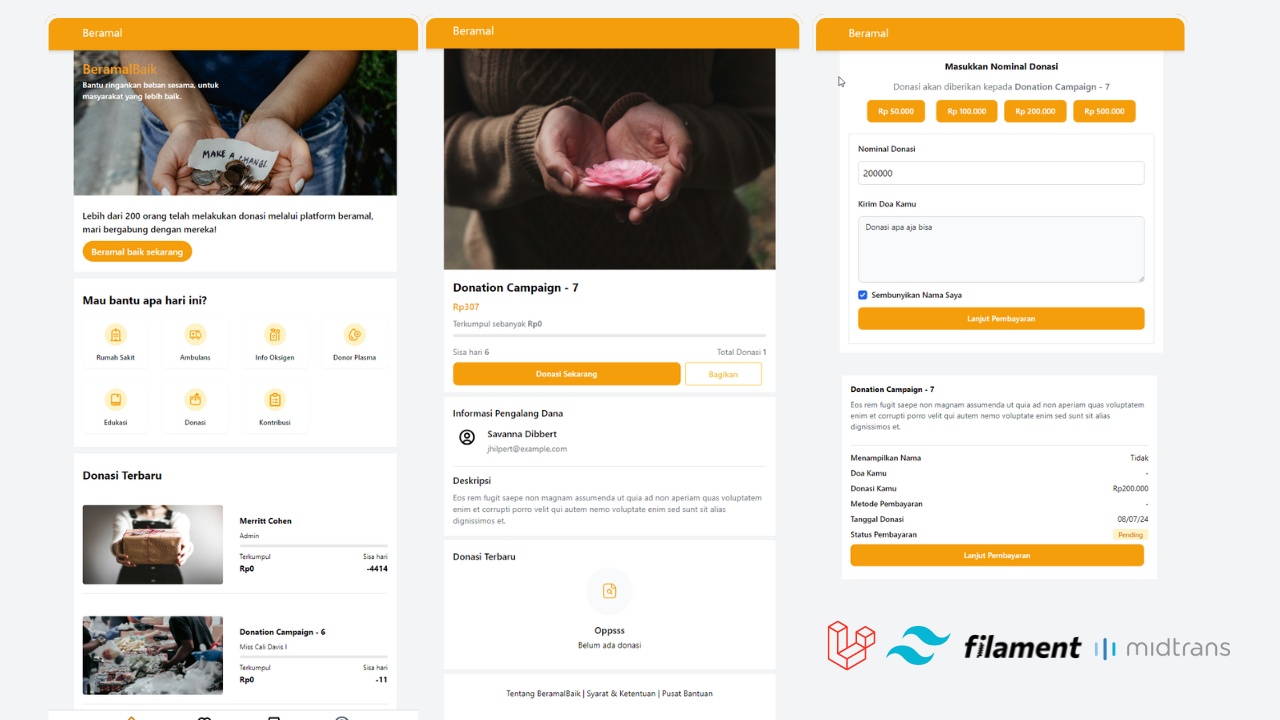 Beramal
BeramalBaik
Bantu ringankan beban sesama, untuk
masyarakat yang lebih baik.
MAKE A
CHANGE
Lebih dari 200 orang telah melakukan donasi melalui platform beramal,
mari bergabung dengan mereka!
Beramal baik sekarang
Mau bantu apa hari ini?
Rumah Sakit
Ambulans
Info Oksigen
Donor Plasma
Edukasi
Donasi
Kontribusi
Donasi Terbaru
Merritt Cohen
Admin
Terkumpul Sisa hari
Rp0 -4414
Donation Campaign - 6
Miss Cali Davis I
Terkumpul Sisa hari
Rp0 -11
Beramal
Donation Campaign - 7
Rp307
Terkumpul sebanyak Rp0
Sisa hari 6 Total Donasi 1
Donasi Sekarang Bagikan
Informasi Pengalang Dana
Savanna Dibbert
jhilpert@example.com
Deskripsi
Eos rem fugit saepe non magnam assumenda ut quia ad non aperiam quas voluptatem
enim et corrupti porro velit qui autem nemo voluptate enim sed sunt sit alias
dignissimos et.
Donasi Terbaru
Oppsss
Belum ada donasi
Tentang BeramalBaik | Syarat & Ketentuan | Pusat Bantuan
Beramal
Masukkan Nominal Donasi
Donasi akan diberikan kepada Donation Campaign - 7
Rp 50.000 Rp 100.000 Rp 200.000 Rp 500.000
Nominal Donasi
200000
Kirim Doa Kamu
Donasi apa aja bisa
Sembunyikan Nama Saya
Lanjut Pembayaran
Donation Campaign - 7
Eos rem fugit saepe non magnam assumenda ut quia ad non aperiam quas voluptatem
enim et corrupti porro velit qui autem nemo voluptate enim sed sunt sit alias
dignissimos et.
Menampilkan Nama Tidak
Doa Kamu -
Donasi Kamu Rp200.000
Metode Pembayaran -
Tanggal Donasi 08/07/24
Status Pembayaran Pending
Lanjut Pembayaran
filament
midtrans